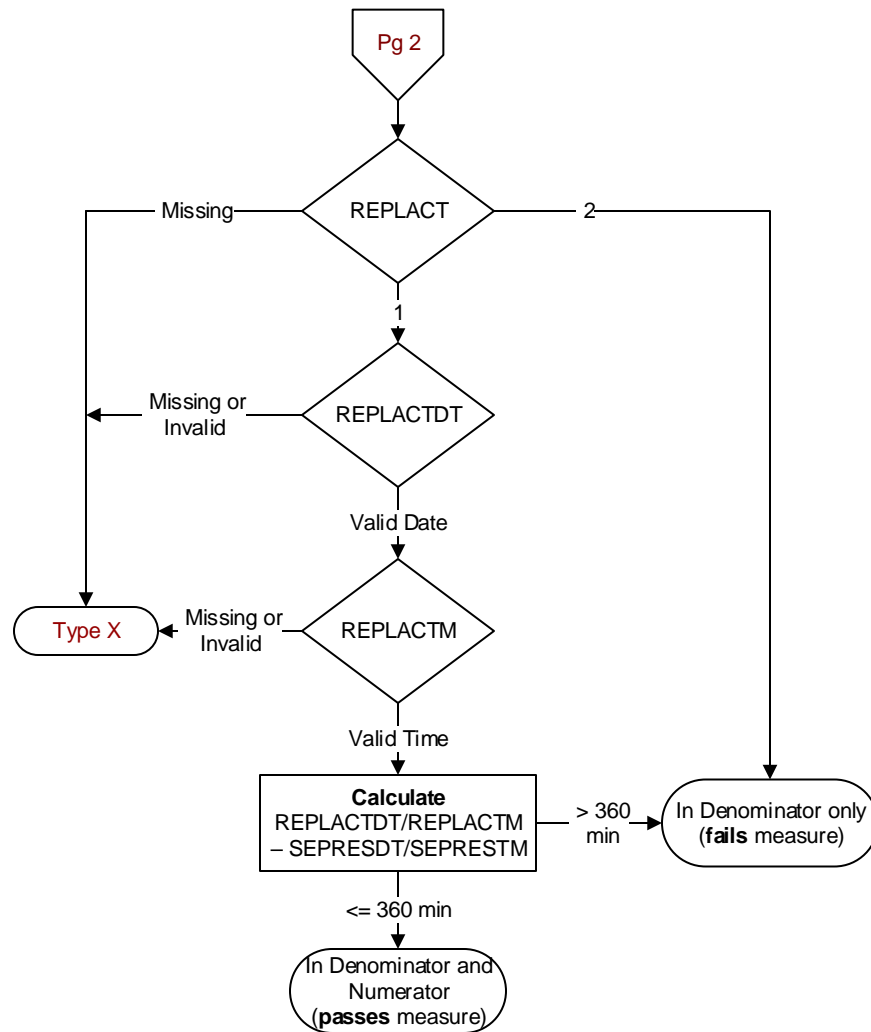 Pg 2
REPLACT
Missing
2
1
REPLACTDT
Missing or
Invalid
Valid Date
REPLACTM
Missing or
Invalid
Type X
Valid Time
Calculate
REPLACTDT/REPLACTM
– SEPRESDT/SEPRESTM
> 360
min
In Denominator only
(fails measure)
<= 360 min
In Denominator and
Numerator
(passes measure)